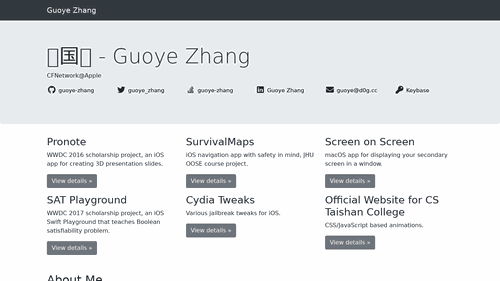 Guoye Zhang
国 - Guoye Zhang
CFNetwork@Apple
guoye-zhang guoye_zhang guoye-zhang Guoye Zhang guoye@d0g.cc Keybase
Pronote SurvivalMaps Screen on Screen
WWDC 2016 scholarship project, an iOS iOS navigation app with safety in mind, JHU macOS app for displaying your secondary
app for creating 3D presentation slides. OOSE course project. screen in a window.
View details » View details » View details »
SAT Playground Cydia Tweaks Official Website for CS
Taishan College
WWDC 2017 scholarship project, an iOS Various jailbreak tweaks for iOS.
Swift Playground that teaches Boolean CSS/JavaScript based animations.
satisfiability problem.
View details » View details » View details »
About Me